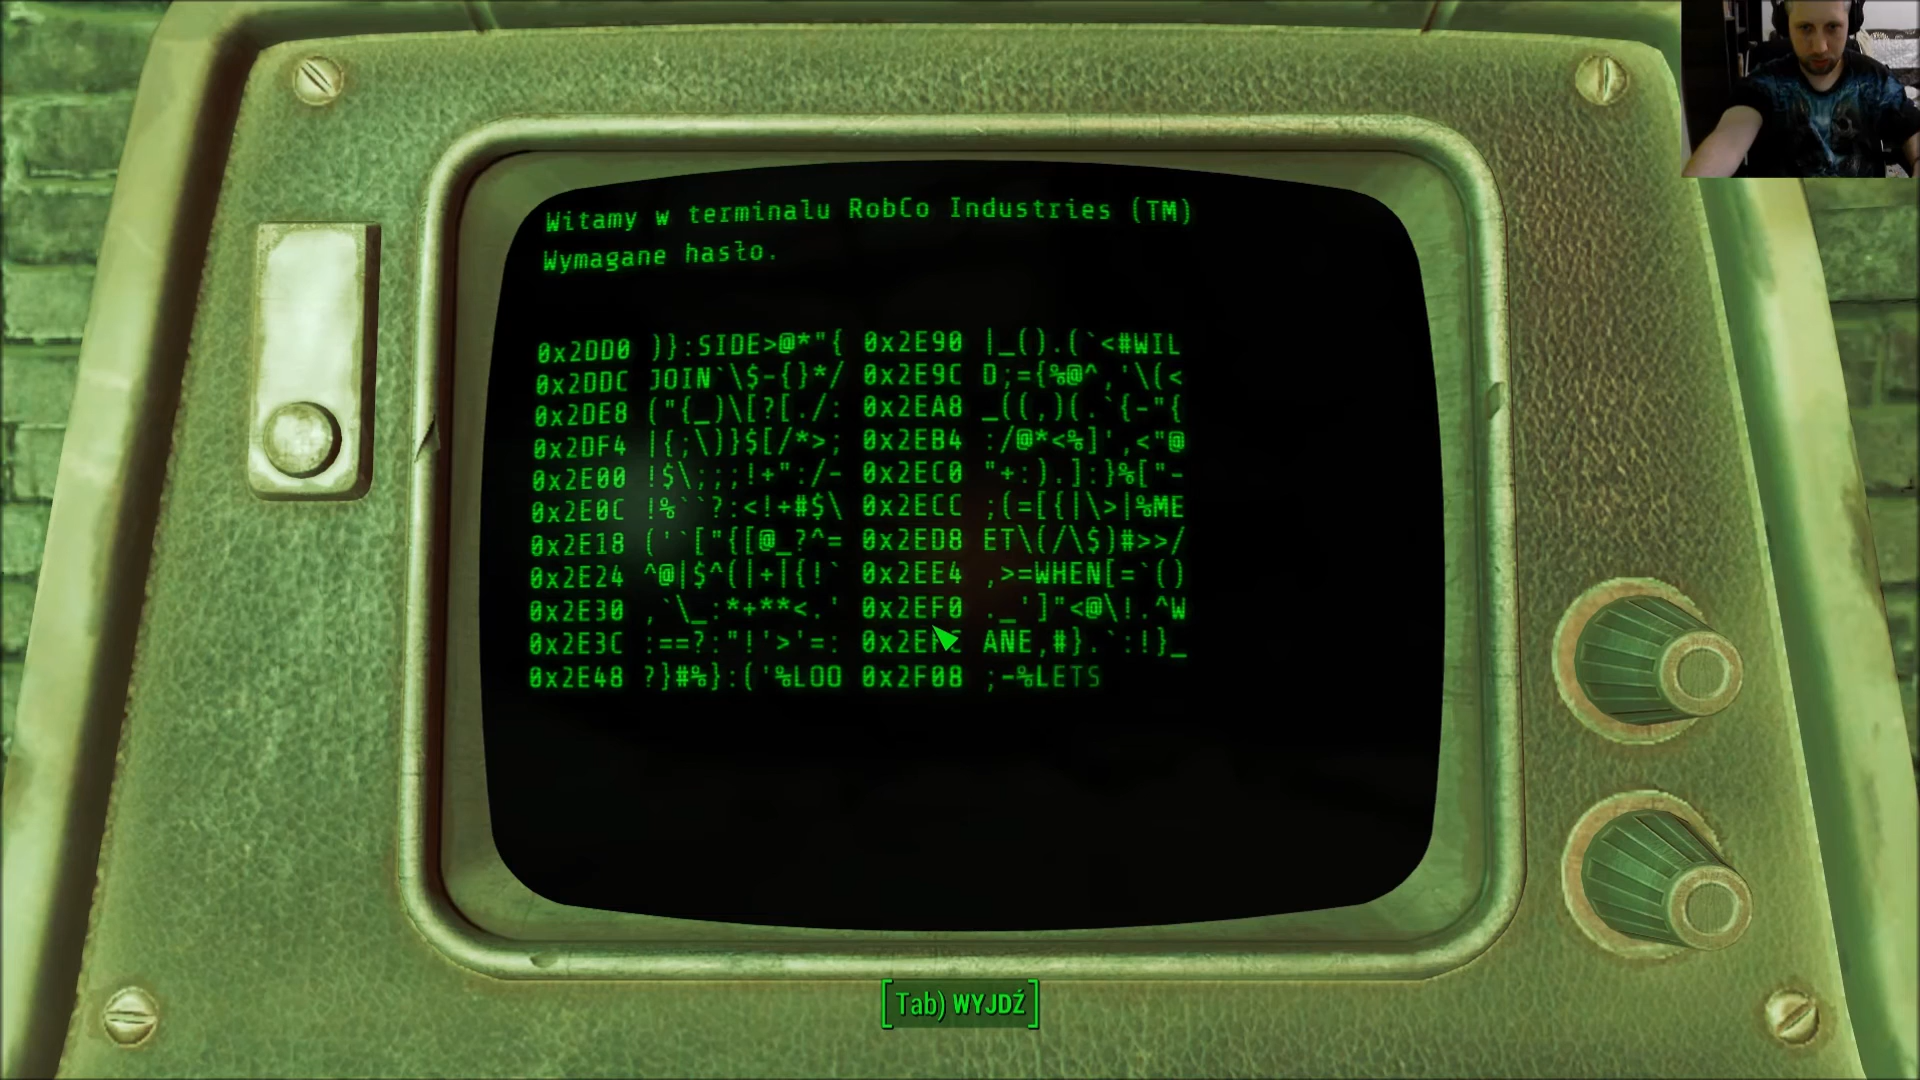 Witamy w terminalu RobCo Industries (TM)
Wymagane hasło.
0x2DD0 )}:SIDE>@*"{ 0x2E90 |_().(`<#WIL
0x2DDC JOIN`\$-{}*/ 0x2E9C D;={%@^,'\(<
0x2DE8 ("{_)\[?[./: 0x2EA8 _((,)(.`{-"{
0x2DF4 |{;\)}$[/*>; 0x2EB4 :/@*<%]',<"@
0x2E00 !$\;;;!+":/- 0x2EC0 "+:).]:}%["-
0x2E0C !%``?:<!+#$\ 0x2ECC ;(=[{|\>|%ME
0x2E18 ('`["{[@_?^= 0x2ED8 ET\(/\$)#>>/
0x2E24 ^@|$^(|+|{!` 0x2EE4 ,>=WHEN[=`()
0x2E30 ,`\_:*+**<.' 0x2EF0 ._']"<@\!.^W
0x2E3C :==?:"!'>'=: 0x2EFC ANE,#}.`:!}_
0x2E48 ?}#%}:('%LOO 0x2F08 ;-%LETS
[Tab) WYJDŹ]